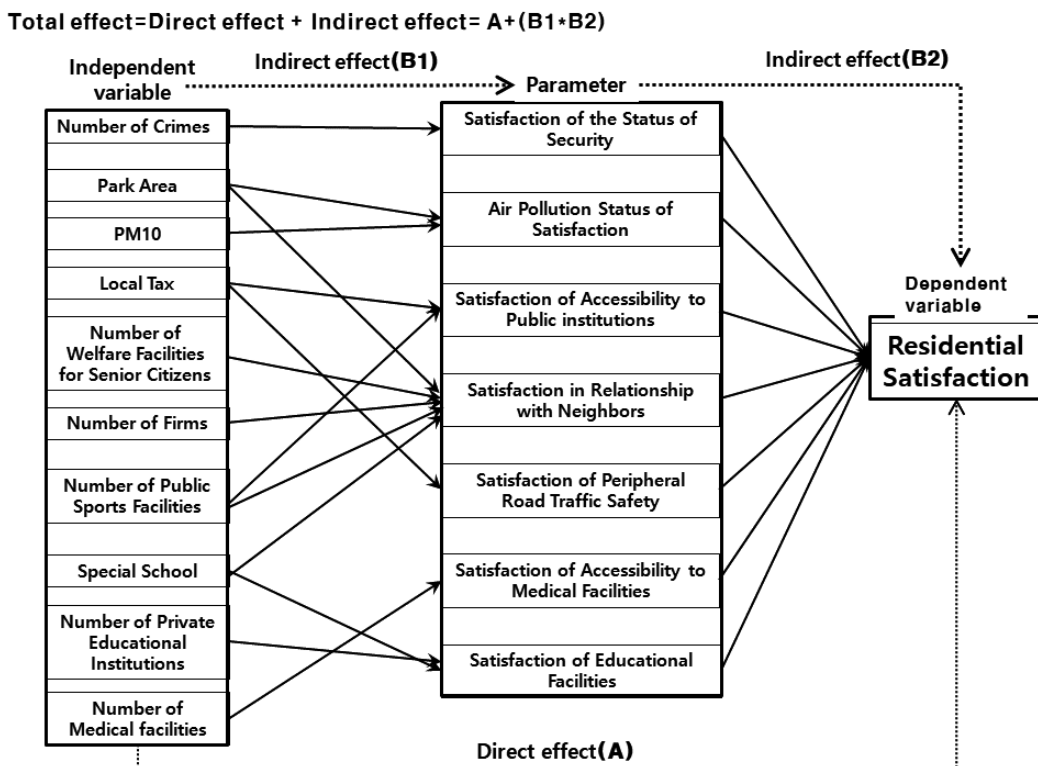 Total effect=Direct effect + Indirect effect= A+(B1*B2)
Independent
variable
Indirect effect(B1)
Parameter
Indirect effect(B2)
Number of Crimes
Park Area
PM10
Local Tax
Number of
Welfare Facilities
for Senior Citizens
Number of Firms
Number of Public
Sports Facilities
Special School
Number of Private
Educational
Institutions
Number of
Medical facilities
Satisfaction of the Status of
Security
Air Pollution Status of
Satisfaction
Satisfaction of Accessibility to
Public institutions
Satisfaction in Relationship
with Neighbors
Satisfaction of Peripheral
Road Traffic Safety
Satisfaction of Accessibility to
Medical Facilities
Satisfaction of Educational
Facilities
Dependent
variable
Residential
Satisfaction
Direct effect(A)